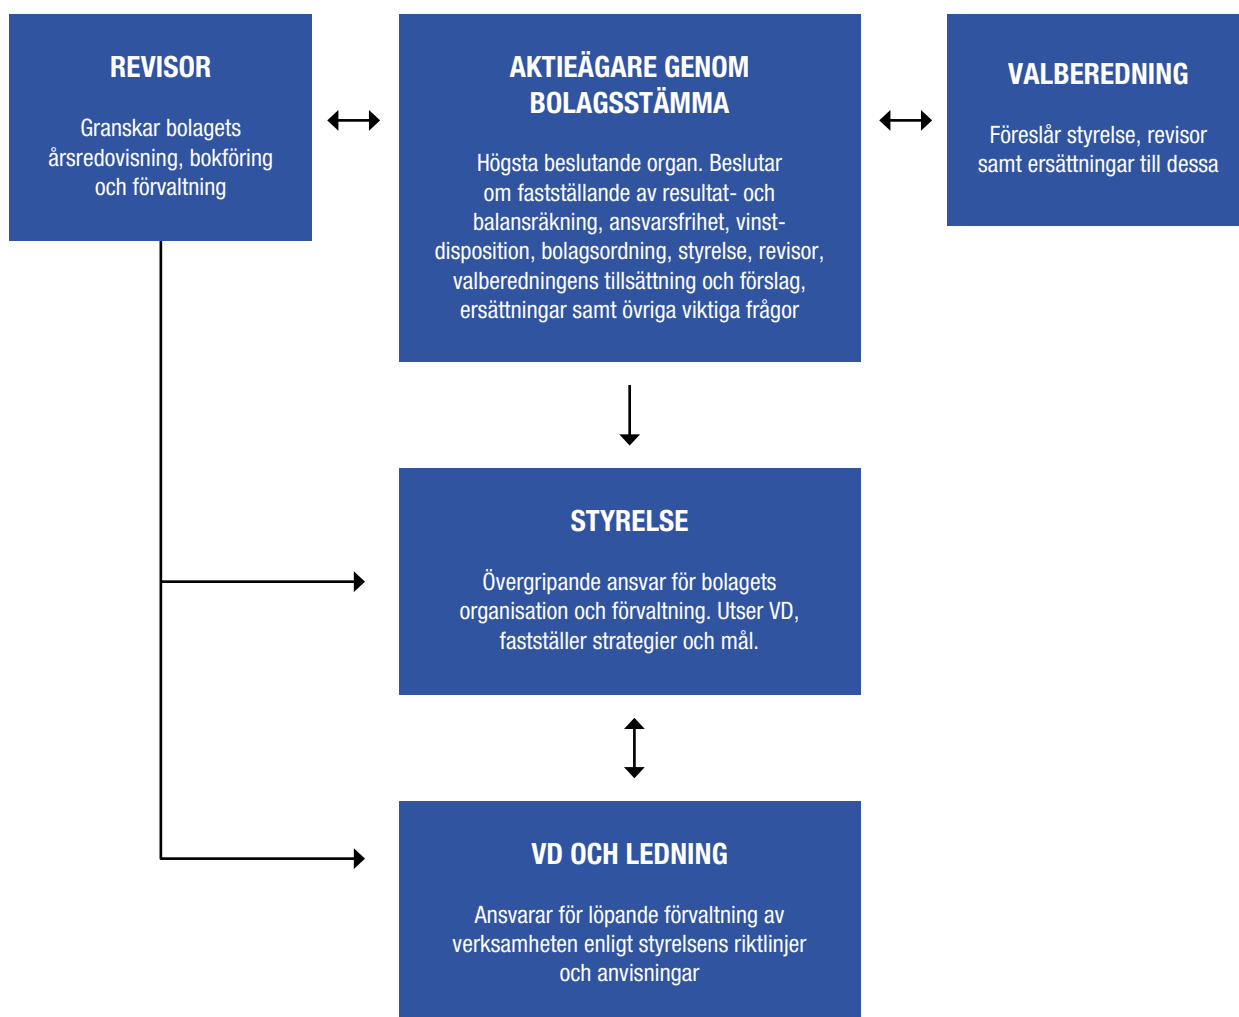 REVISOR
Granskar bolagets
årsredovisning, bokföring
och förvaltning
AKTIEÄGARE GENOM
BOLAGSSTÄMMA
Högsta beslutande organ. Beslutar
om fastställande av resultat- och
balansräkning, ansvarsfrihet, vinst-
disposition, bolagsordning, styrelse, revisor,
valberedningens tillsättning och förslag,
ersättningar samt övriga viktiga frågor
VALBEREDNING
Föreslår styrelse, revisor
samt ersättningar till dessa
STYRELSE
Övergripande ansvar för bolagets
organisation och förvaltning. Utser VD,
fastställer strategier och mål.
VD OCH LEDNING
Ansvarar för löpande förvaltning av
verksamheten enligt styrelsens riktlinjer
och anvisningar